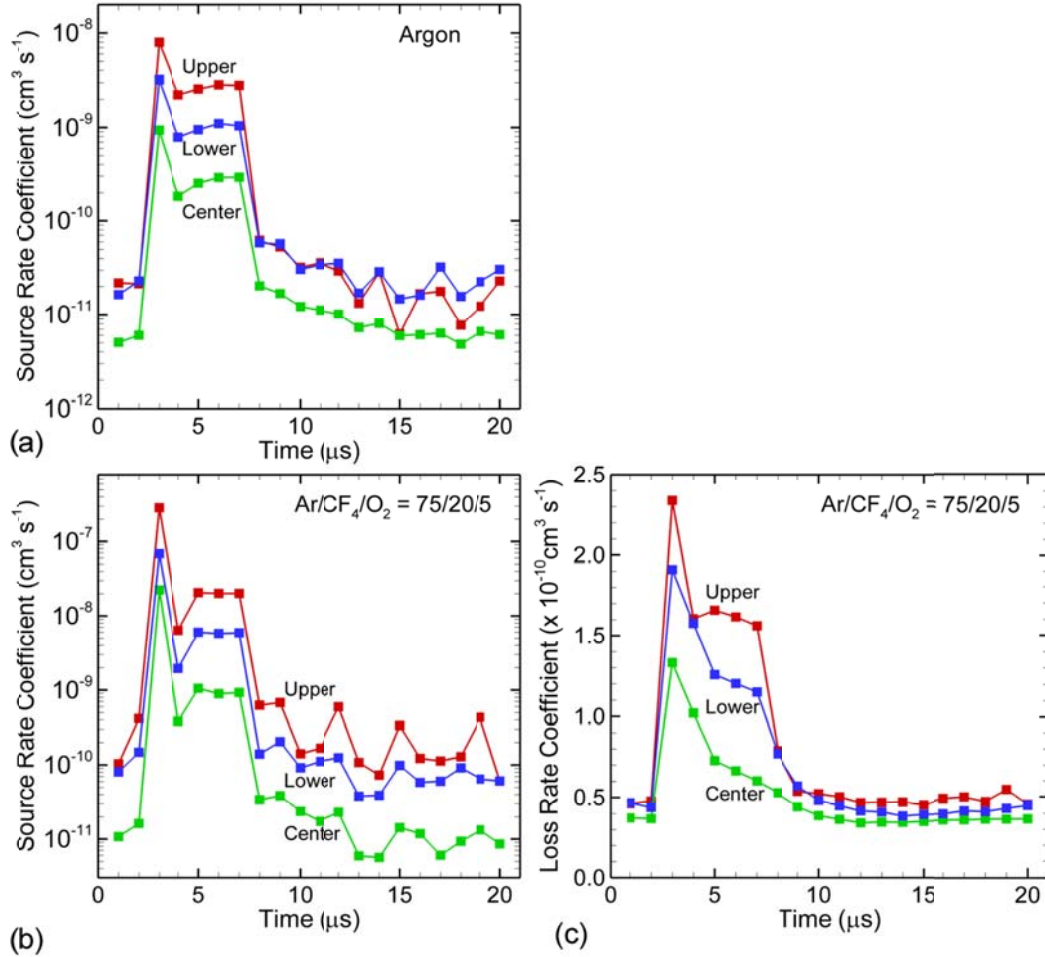 Source Rate Coefficient (cm³ s⁻¹)
10⁻⁸
10⁻⁹
10⁻¹⁰
10⁻¹¹
10⁻¹²
Argon
Upper
Lower
Center
0 5 10 15 20
Time (μs)
(a)
Source Rate Coefficient (cm³ s⁻¹)
10⁻⁷
10⁻⁸
10⁻⁹
10⁻¹⁰
10⁻¹¹
Ar/CF₄/O₂ = 75/20/5
Upper
Lower
Center
0 5 10 15 20
Time (μs)
(b)
Loss Rate Coefficient (x 10⁻¹⁰cm³ s⁻¹)
2.5
2.0
1.5
1.0
0.5
0.0
Ar/CF₄/O₂ = 75/20/5
Upper
Lower
Center
0 5 10 15 20
Time (μs)
(c)